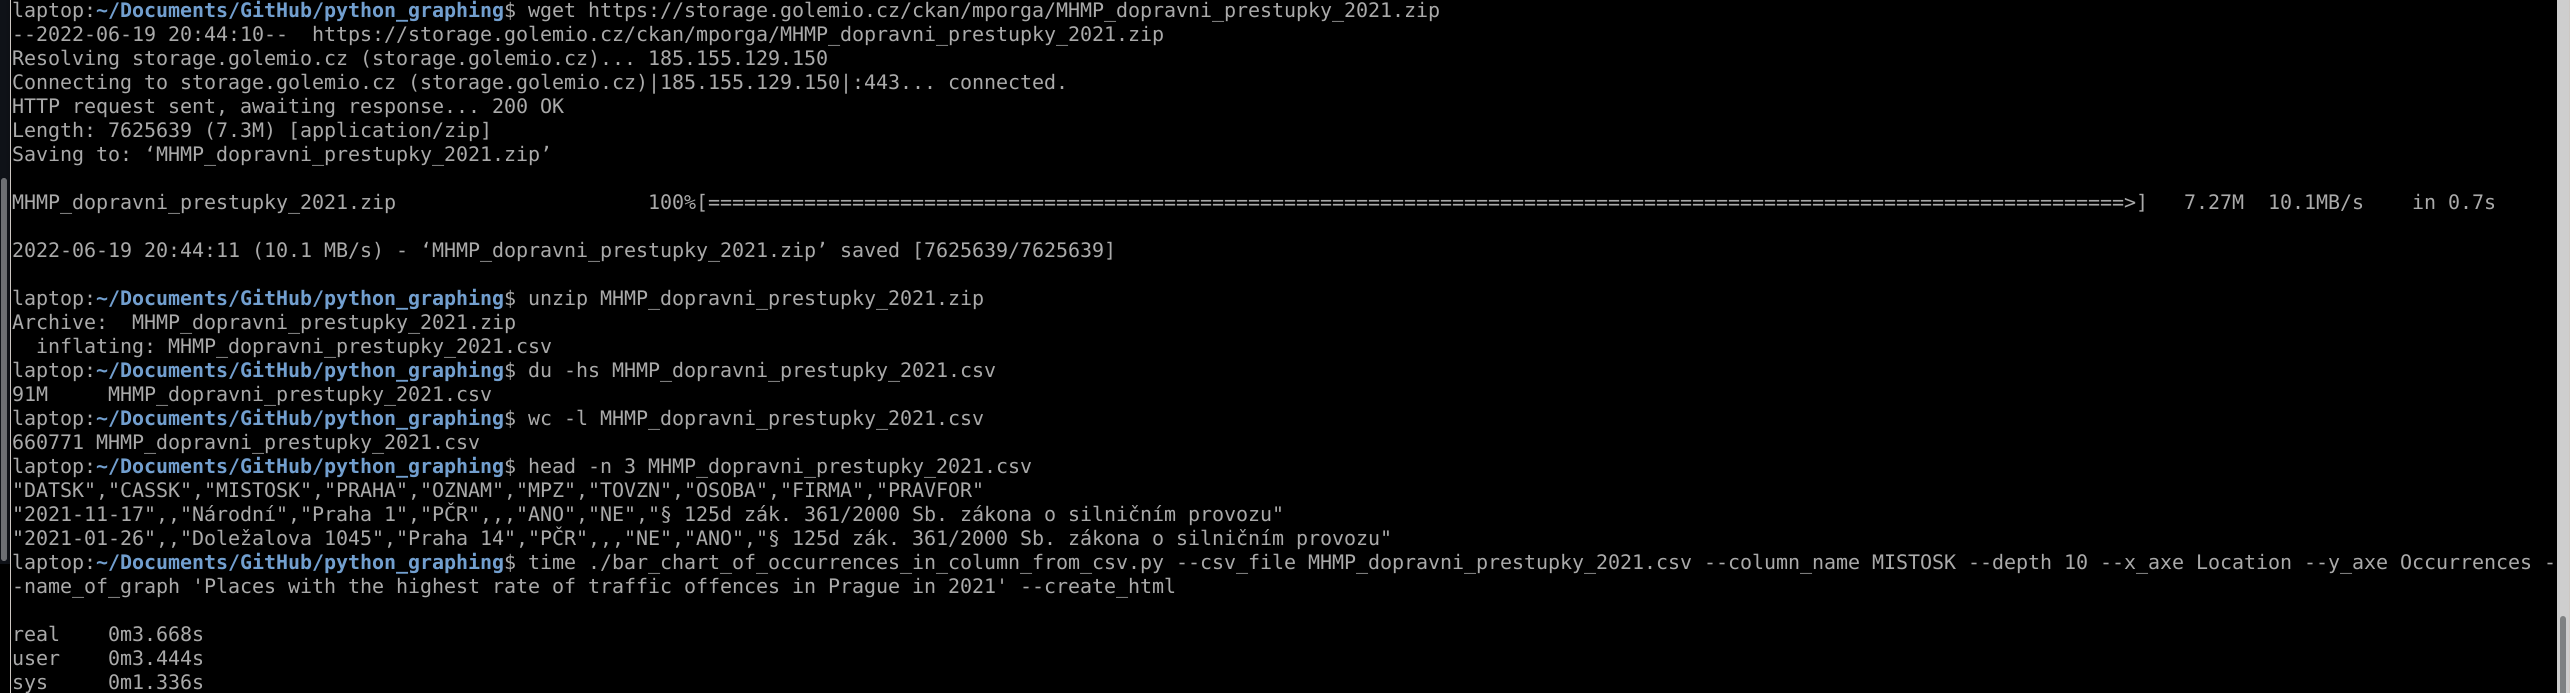 laptop:~/Documents/GitHub/python_graphing$ wget https://storage.golemio.cz/ckan/mporga/MHMP_dopravni_prestupky_2021.zip
--2022-06-19 20:44:10--  https://storage.golemio.cz/ckan/mporga/MHMP_dopravni_prestupky_2021.zip
Resolving storage.golemio.cz (storage.golemio.cz)... 185.155.129.150
Connecting to storage.golemio.cz (storage.golemio.cz)|185.155.129.150|:443... connected.
HTTP request sent, awaiting response... 200 OK
Length: 7625639 (7.3M) [application/zip]
Saving to: ‘MHMP_dopravni_prestupky_2021.zip’
MHMP_dopravni_prestupky_2021.zip                     100%[======================================================================================================================>]   7.27M  10.1MB/s    in 0.7s
2022-06-19 20:44:11 (10.1 MB/s) - ‘MHMP_dopravni_prestupky_2021.zip’ saved [7625639/7625639]
laptop:~/Documents/GitHub/python_graphing$ unzip MHMP_dopravni_prestupky_2021.zip
Archive:  MHMP_dopravni_prestupky_2021.zip
  inflating: MHMP_dopravni_prestupky_2021.csv
laptop:~/Documents/GitHub/python_graphing$ du -hs MHMP_dopravni_prestupky_2021.csv
91M     MHMP_dopravni_prestupky_2021.csv
laptop:~/Documents/GitHub/python_graphing$ wc -l MHMP_dopravni_prestupky_2021.csv
660771 MHMP_dopravni_prestupky_2021.csv
laptop:~/Documents/GitHub/python_graphing$ head -n 3 MHMP_dopravni_prestupky_2021.csv
"DATSK","CASSK","MISTOSK","PRAHA","OZNAM","MPZ","TOVZN","OSOBA","FIRMA","PRAVFOR"
"2021-11-17",,"Národní","Praha 1","PČR",,,"ANO","NE","§ 125d zák. 361/2000 Sb. zákona o silničním provozu"
"2021-01-26",,"Doležalova 1045","Praha 14","PČR",,,"NE","ANO","§ 125d zák. 361/2000 Sb. zákona o silničním provozu"
laptop:~/Documents/GitHub/python_graphing$ time ./bar_chart_of_occurrences_in_column_from_csv.py --csv_file MHMP_dopravni_prestupky_2021.csv --column_name MISTOSK --depth 10 --x_axe Location --y_axe Occurrences -
-name_of_graph 'Places with the highest rate of traffic offences in Prague in 2021' --create_html
real    0m3.668s
user    0m3.444s
sys     0m1.336s